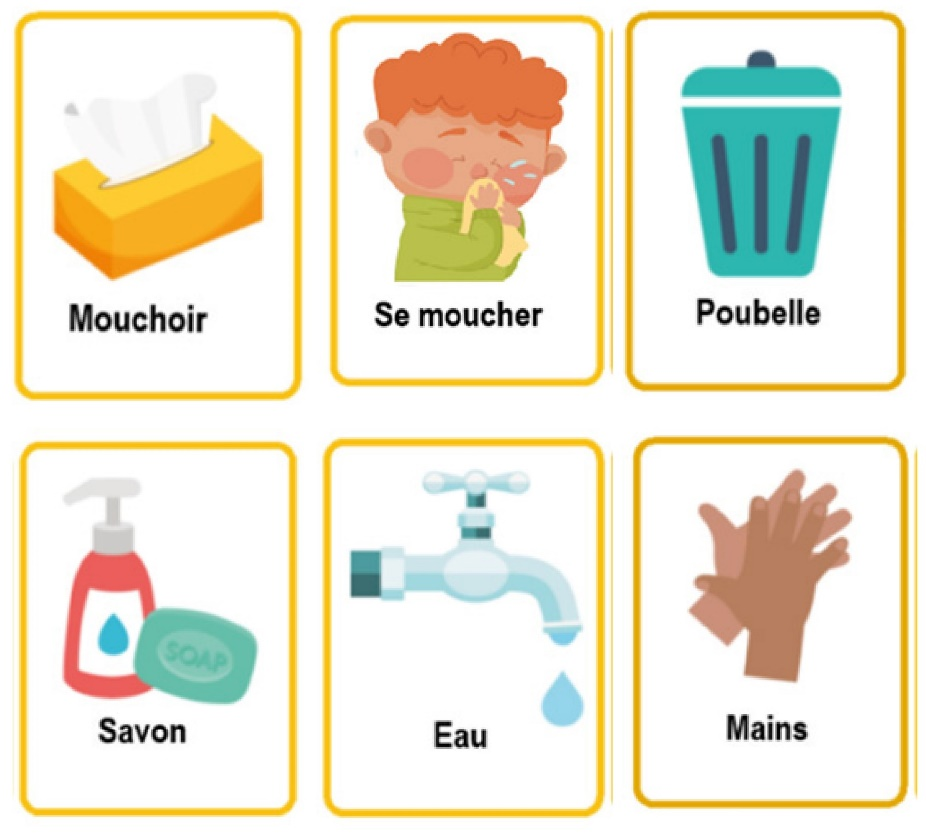 Mouchoir
Se moucher
Poubelle
SOAP
Savon
Eau
Mains